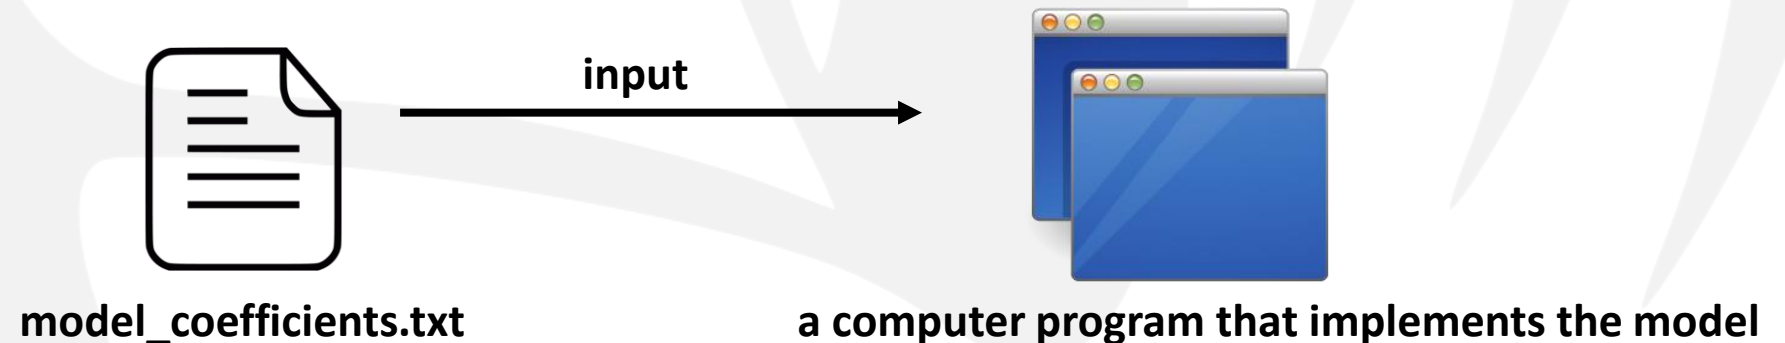 input
model_coefficients.txt
a computer program that implements the model